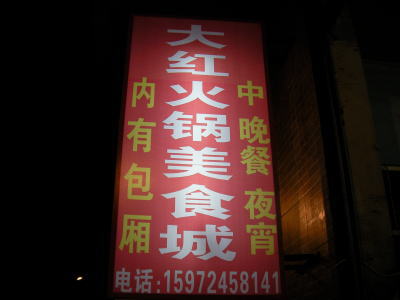 大红火锅美食城
内有包厢
中晚餐 夜宵
电话:15972458141